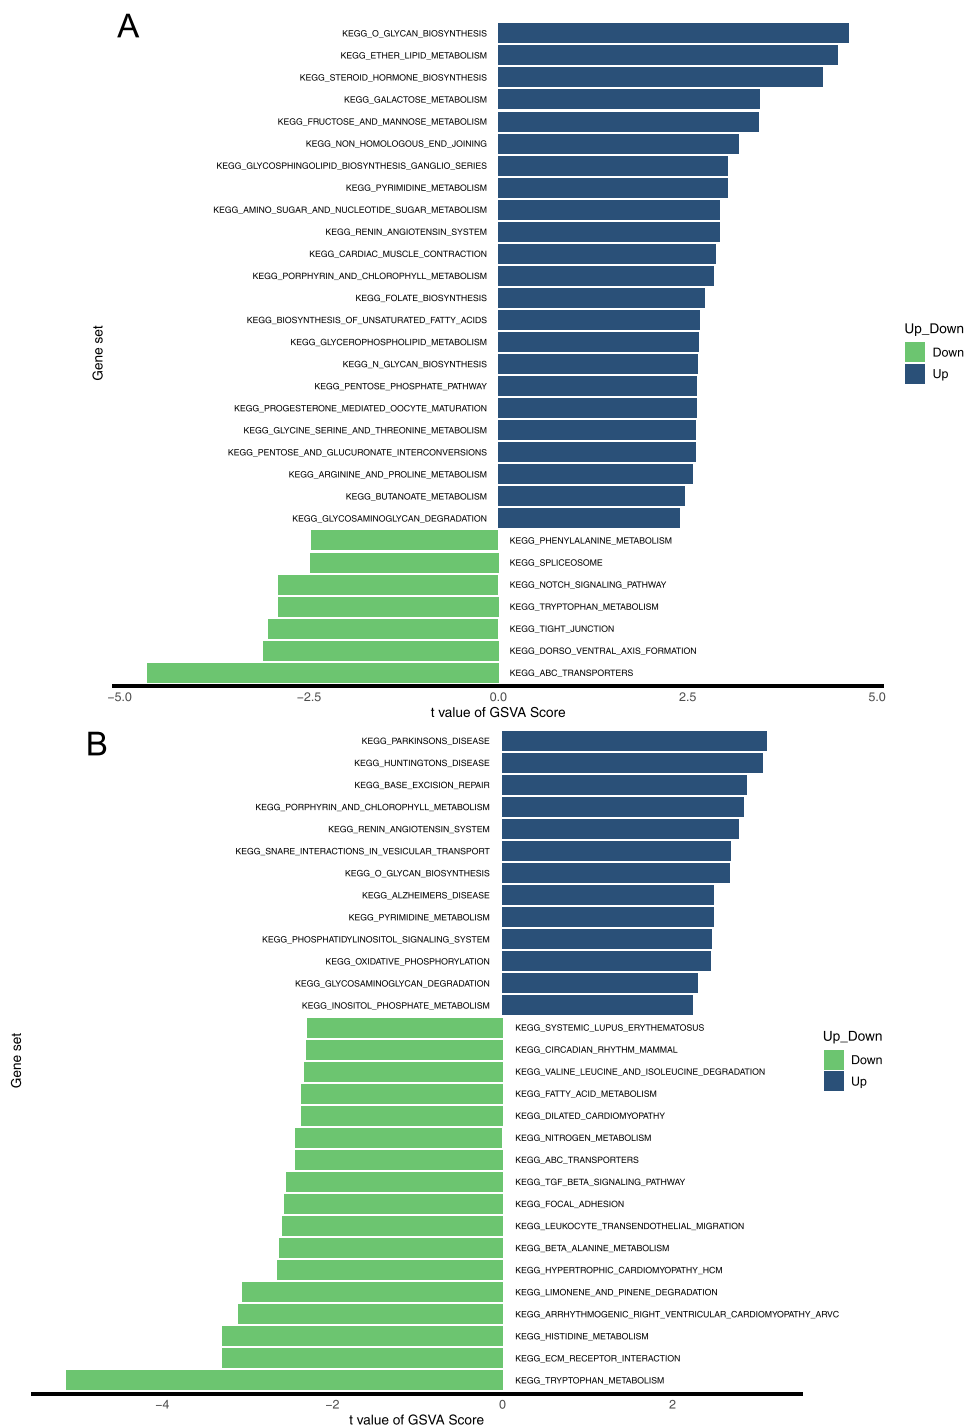 A
KEGG_O_GLYCAN_BIOSYNTHESIS
KEGG_ETHER_LIPID_METABOLISM
KEGG_STEROID_HORMONE_BIOSYNTHESIS
KEGG_GALACTOSE_METABOLISM
KEGG_FRUCTOSE_AND_MANNOSE_METABOLISM
KEGG_NON_HOMOLOGOUS_END_JOINING
KEGG_GLYCOSPHINGOLIPID_BIOSYNTHESIS_GANGLIO_SERIES
KEGG_PYRIMIDINE_METABOLISM
KEGG_AMINO_SUGAR_AND_NUCLEOTIDE_SUGAR_METABOLISM
KEGG_RENIN_ANGIOTENSIN_SYSTEM
KEGG_CARDIAC_MUSCLE_CONTRACTION
KEGG_PORPHYRIN_AND_CHLOROPHYLL_METABOLISM
KEGG_FOLATE_BIOSYNTHESIS
KEGG_BIOSYNTHESIS_OF_UNSATURATED_FATTY_ACIDS
KEGG_GLYCEROPHOSPHOLIPID_METABOLISM
KEGG_N_GLYCAN_BIOSYNTHESIS
KEGG_PENTOSE_PHOSPHATE_PATHWAY
KEGG_PROGESTERONE_MEDIATED_OOCYTE_MATURATION
KEGG_GLYCINE_SERINE_AND_THREONINE_METABOLISM
KEGG_PENTOSE_AND_GLUCURONATE_INTERCONVERSIONS
KEGG_ARGININE_AND_PROLINE_METABOLISM
KEGG_BUTANOATE_METABOLISM
KEGG_GLYCOSAMINOGLYCAN_DEGRADATION
KEGG_PHENYLALANINE_METABOLISM
KEGG_SPLICEOSOME
KEGG_NOTCH_SIGNALING_PATHWAY
KEGG_TRYPTOPHAN_METABOLISM
KEGG_TIGHT_JUNCTION
KEGG_DORSO_VENTRAL_AXIS_FORMATION
KEGG_ABC_TRANSPORTERS
Gene set
Up_Down
Down
Up
−5.0 −2.5 0.0 2.5 5.0
t value of GSVA Score
B
KEGG_PARKINSONS_DISEASE
KEGG_HUNTINGTONS_DISEASE
KEGG_BASE_EXCISION_REPAIR
KEGG_PORPHYRIN_AND_CHLOROPHYLL_METABOLISM
KEGG_RENIN_ANGIOTENSIN_SYSTEM
KEGG_SNARE_INTERACTIONS_IN_VESICULAR_TRANSPORT
KEGG_O_GLYCAN_BIOSYNTHESIS
KEGG_ALZHEIMERS_DISEASE
KEGG_PYRIMIDINE_METABOLISM
KEGG_PHOSPHATIDYLINOSITOL_SIGNALING_SYSTEM
KEGG_OXIDATIVE_PHOSPHORYLATION
KEGG_GLYCOSAMINOGLYCAN_DEGRADATION
KEGG_INOSITOL_PHOSPHATE_METABOLISM
KEGG_SYSTEMIC_LUPUS_ERYTHEMATOSUS
KEGG_CIRCADIAN_RHYTHM_MAMMAL
KEGG_VALINE_LEUCINE_AND_ISOLEUCINE_DEGRADATION
KEGG_FATTY_ACID_METABOLISM
KEGG_DILATED_CARDIOMYOPATHY
KEGG_NITROGEN_METABOLISM
KEGG_ABC_TRANSPORTERS
KEGG_TGF_BETA_SIGNALING_PATHWAY
KEGG_FOCAL_ADHESION
KEGG_LEUKOCYTE_TRANSENDOTHELIAL_MIGRATION
KEGG_BETA_ALANINE_METABOLISM
KEGG_HYPERTROPHIC_CARDIOMYOPATHY_HCM
KEGG_LIMONENE_AND_PINENE_DEGRADATION
KEGG_ARRHYTHMOGENIC_RIGHT_VENTRICULAR_CARDIOMYOPATHY_ARVC
KEGG_HISTIDINE_METABOLISM
KEGG_ECM_RECEPTOR_INTERACTION
KEGG_TRYPTOPHAN_METABOLISM
Gene set
Up_Down
Down
Up
−4 −2 0 2
t value of GSVA Score